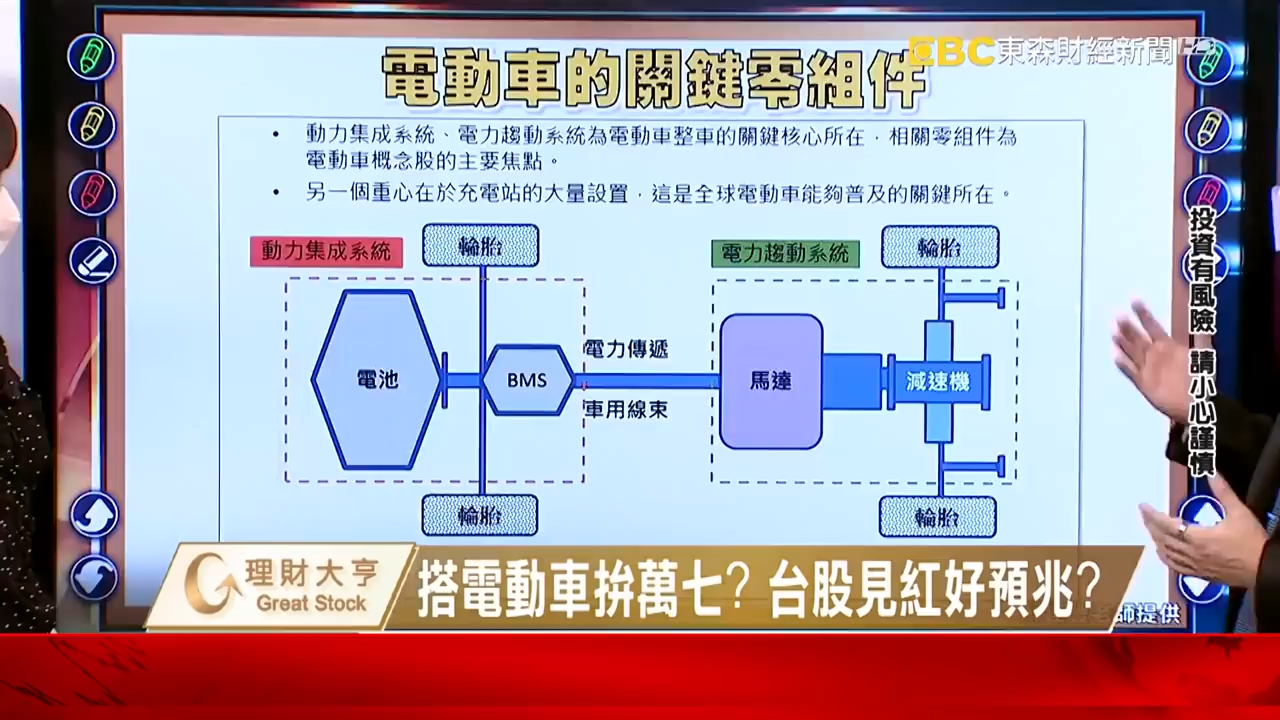 EBC 東森財經新聞 HD
電動車的關鍵零組件
• 動力集成系統、電力趨動系統為電動車整車的關鍵核心所在，相關零組件為
電動車概念股的主要焦點。
• 另一個重心在於充電站的大量設置，這是全球電動車能夠普及的關鍵所在。
動力集成系統
輪胎
電力趨動系統
輪胎
電池
BMS
電力傳遞
車用線束
馬達
減速機
輪胎
輪胎
投資有風險 請小心謹慎
理財大亨
Great Stock
搭電動車拚萬七? 台股見紅好預兆?
師提供